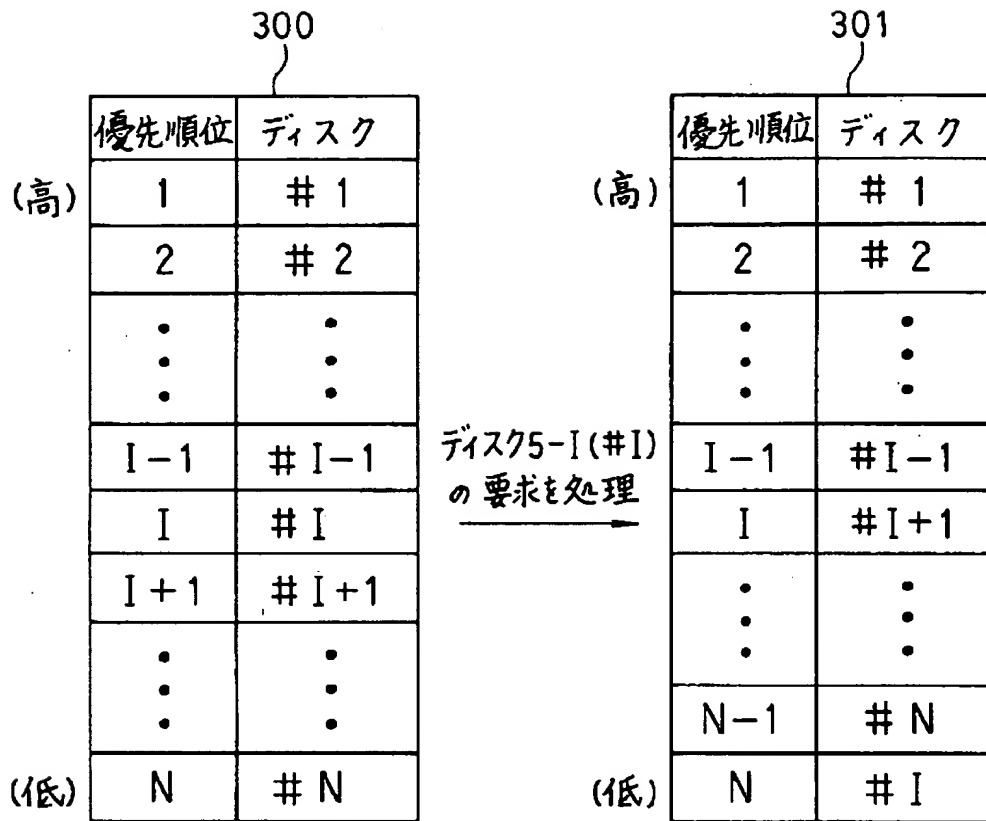 300
優先順位 ディスク
(高) 1 # 1
2 # 2
I-1 # I-1
I # I
I+1 # I+1
(低) N # N
ディスク5-I(#I)
の要求を処理
301
優先順位 ディスク
(高) 1 # 1
2 # 2
I-1 #I-1
I #I+1
N-1 # N
(低) N # I